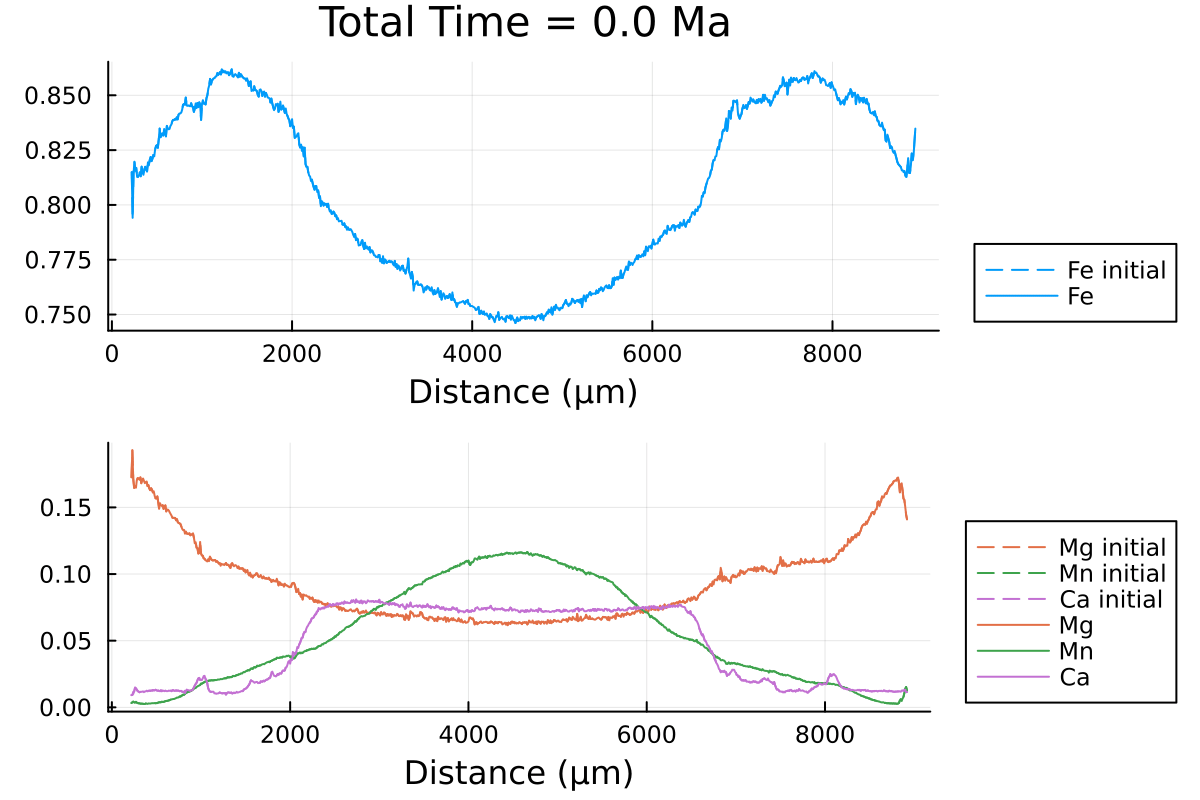 Total Time = 0.0 Ma
0.850
0.825
0.800
0.775
0.750
0 2000 4000 6000 8000
Distance (μm)
Fe initial
Fe
0.15
0.10
0.05
0.00
0 2000 4000 6000 8000
Distance (μm)
Mg initial
Mn initial
Ca initial
Mg
Mn
Ca